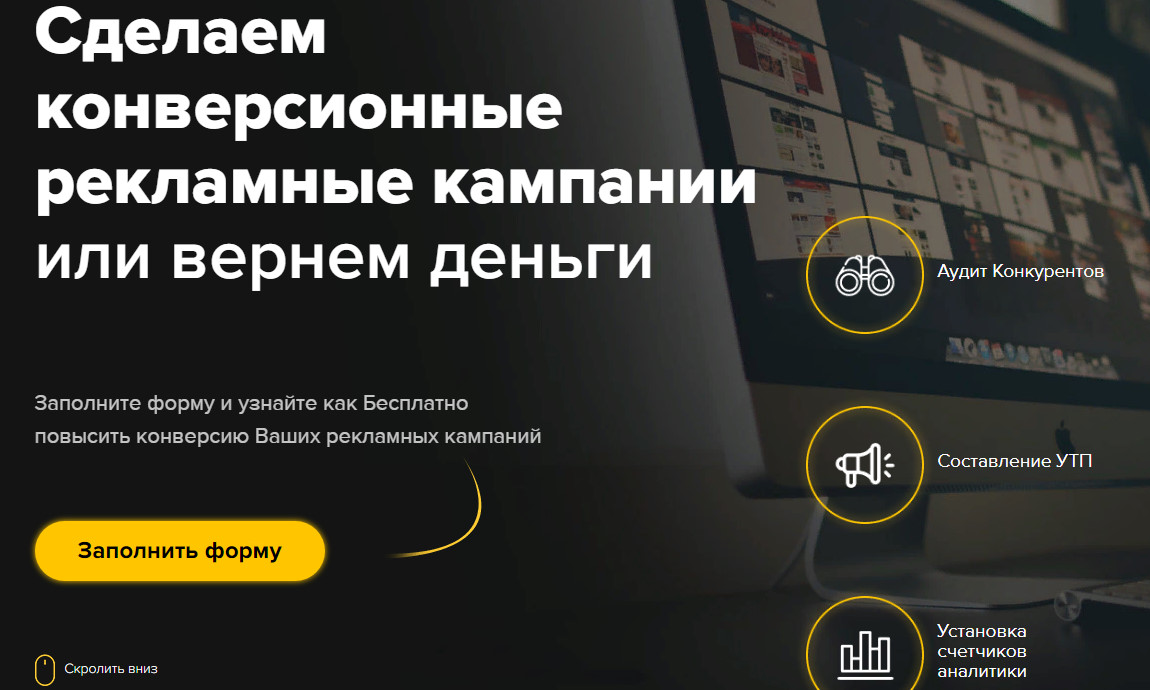 Сделаем
конверсионные
рекламные кампании
или вернем деньги
Заполните форму и узнайте как Бесплатно
повысить конверсию Ваших рекламных кампаний
Заполнить форму
Скролить вниз
Аудит Конкурентов
Составление УТП
Установка
счетчиков
аналитики